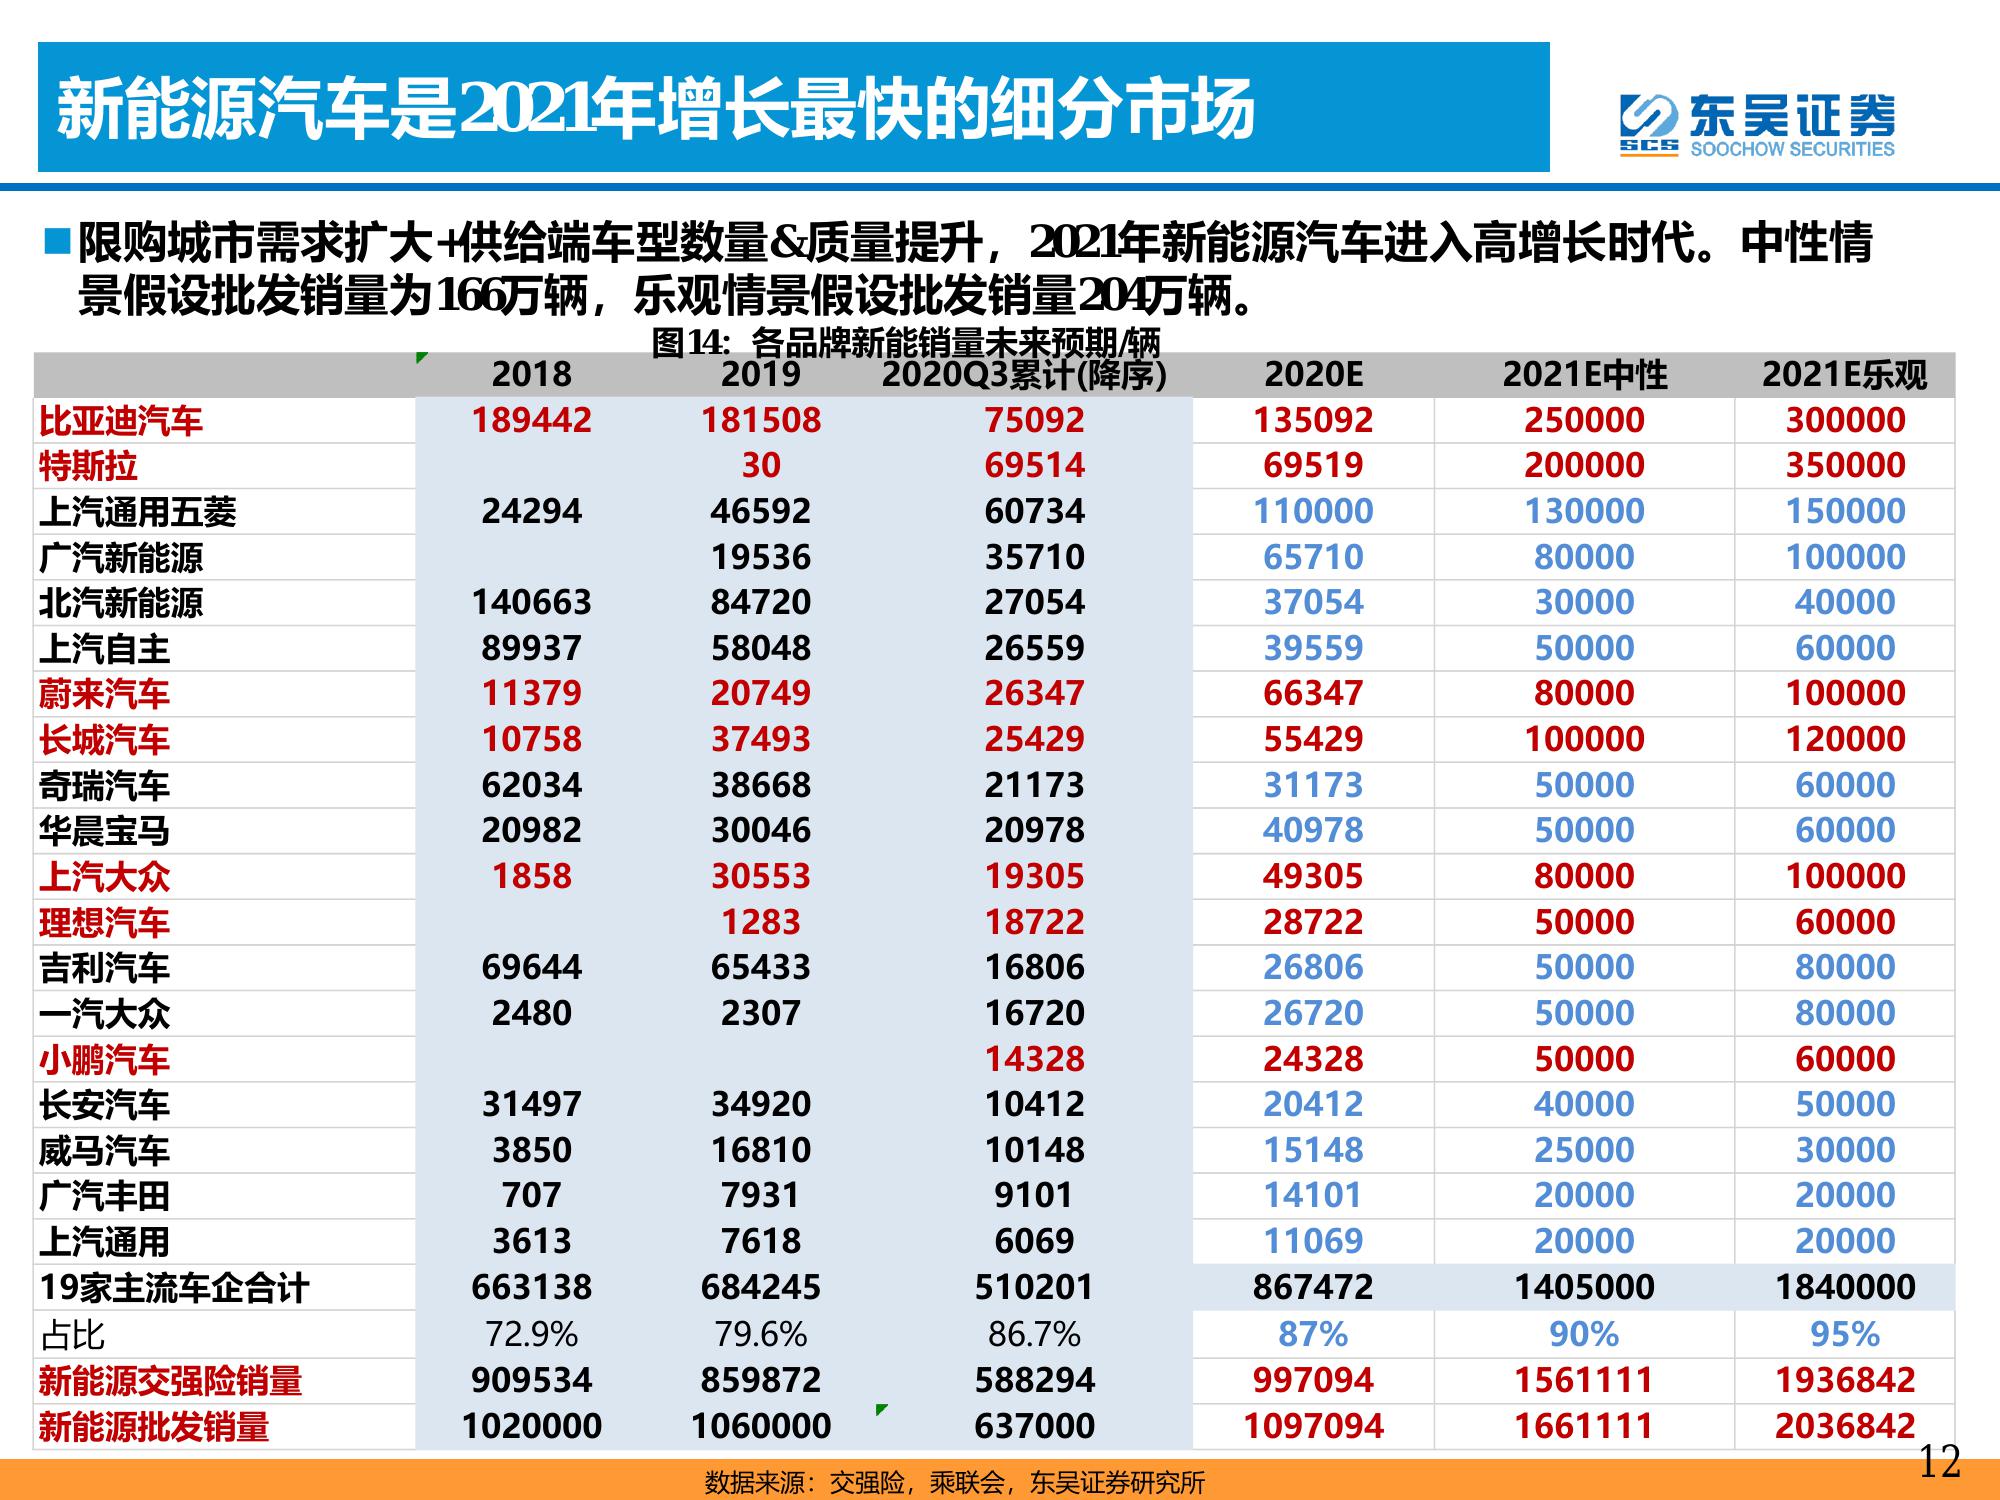 新能源汽车是2021年增长最快的细分市场
东吴证券
SCS SOOCHOW SECURITIES
限购城市需求扩大+供给端车型数量&质量提升，2021年新能源汽车进入高增长时代。中性情
景假设批发销量为166万辆，乐观情景假设批发销量204万辆。
图14：各品牌新能销量未来预期/辆
2018 2019 2020Q3累计(降序) 2020E 2021E中性 2021E乐观
比亚迪汽车 189442 181508 75092 135092 250000 300000
特斯拉 30 69514 69519 200000 350000
上汽通用五菱 24294 46592 60734 110000 130000 150000
广汽新能源 19536 35710 65710 80000 100000
北汽新能源 140663 84720 27054 37054 30000 40000
上汽自主 89937 58048 26559 39559 50000 60000
蔚来汽车 11379 20749 26347 66347 80000 100000
长城汽车 10758 37493 25429 55429 100000 120000
奇瑞汽车 62034 38668 21173 31173 50000 60000
华晨宝马 20982 30046 20978 40978 50000 60000
上汽大众 1858 30553 19305 49305 80000 100000
理想汽车 1283 18722 28722 50000 60000
吉利汽车 69644 65433 16806 26806 50000 80000
一汽大众 2480 2307 16720 26720 50000 80000
小鹏汽车 14328 24328 50000 60000
长安汽车 31497 34920 10412 20412 40000 50000
威马汽车 3850 16810 10148 15148 25000 30000
广汽丰田 707 7931 9101 14101 20000 20000
上汽通用 3613 7618 6069 11069 20000 20000
19家主流车企合计 663138 684245 510201 867472 1405000 1840000
占比 72.9% 79.6% 86.7% 87% 90% 95%
新能源交强险销量 909534 859872 588294 997094 1561111 1936842
新能源批发销量 1020000 1060000 637000 1097094 1661111 2036842
12
数据来源：交强险，乘联会，东吴证券研究所